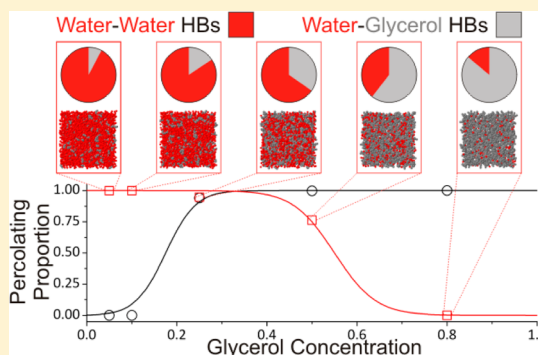 Water-Water HBs
Water-Glycerol HBs
Percolating
Proportion
1.00
0.75
0.50
0.25
0.00
0.0
0.2
0.4
0.6
0.8
Glycerol Concentration